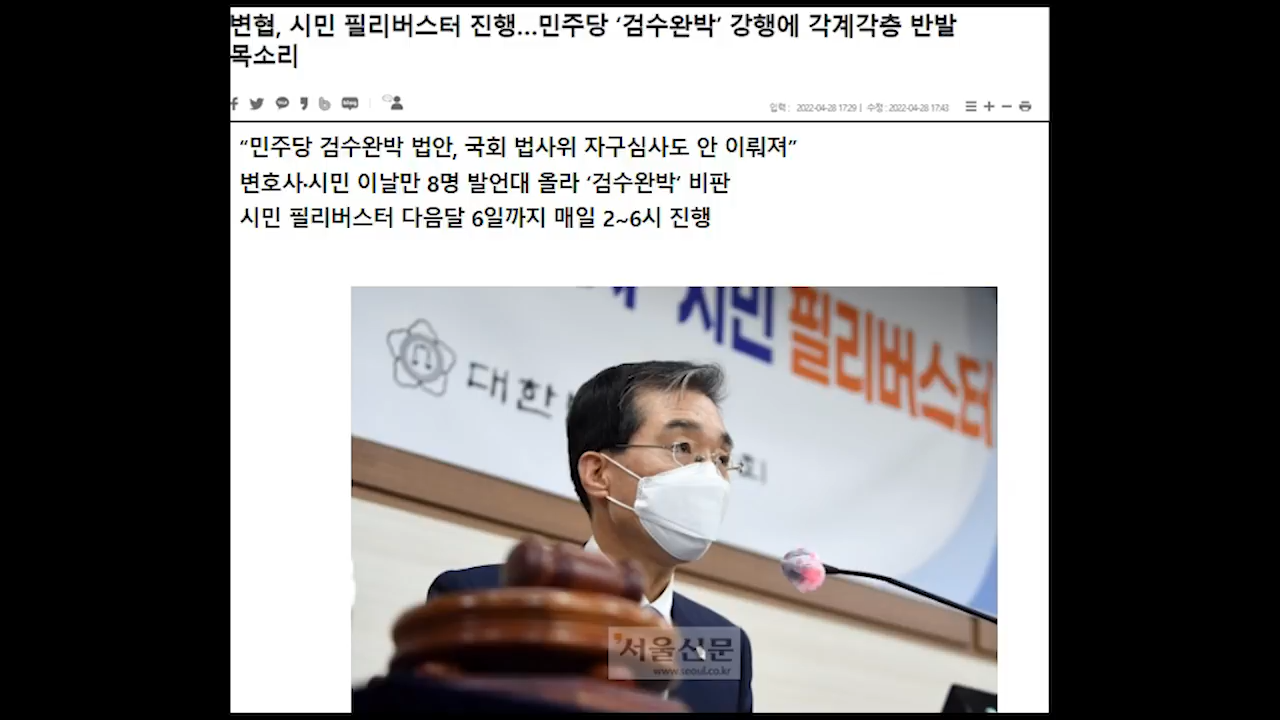 변협, 시민 필리버스터 진행...민주당 ‘검수완박’ 강행에 각계각층 반발
목소리
입력 : 2022-04-28 17:29 | 수정 : 2022-04-28 17:43
“민주당 검수완박 법안, 국회 법사위 자구심사도 안 이뤄져”
변호사·시민 이날만 8명 발언대 올라 ‘검수완박’ 비판
시민 필리버스터 다음달 6일까지 매일 2~6시 진행
시민 필리버스터
대한
서울신문
www.seoul.co.kr